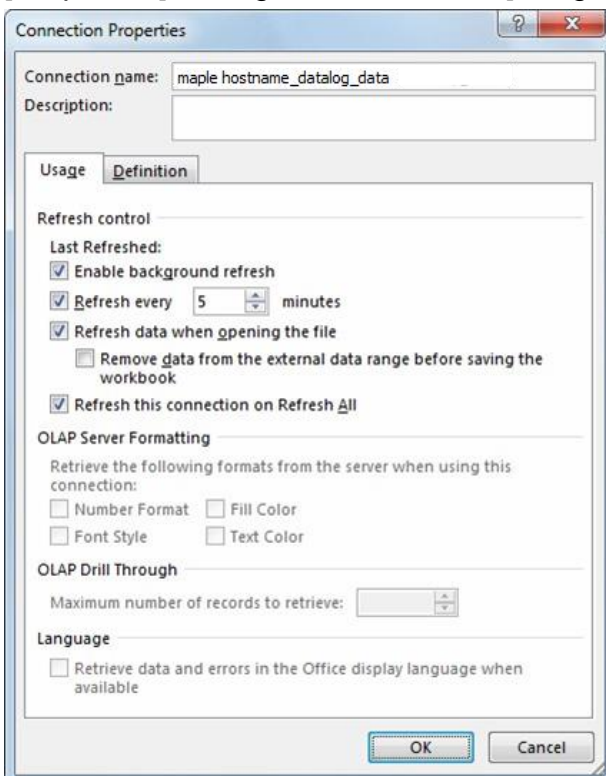 Connection Properties
Connection name: maple hostname_datalog_data
Description:
Usage Definition
Refresh control
Last Refreshed:
Enable background refresh
Refresh every 5 minutes
Refresh data when opening the file
Remove data from the external data range before saving the
workbook
Refresh this connection on Refresh All
OLAP Server Formatting
Retrieve the following formats from the server when using this
connection:
Number Format Fill Color
Font Style Text Color
OLAP Drill Through
Maximum number of records to retrieve:
Language
Retrieve data and errors in the Office display language when
available
OK Cancel